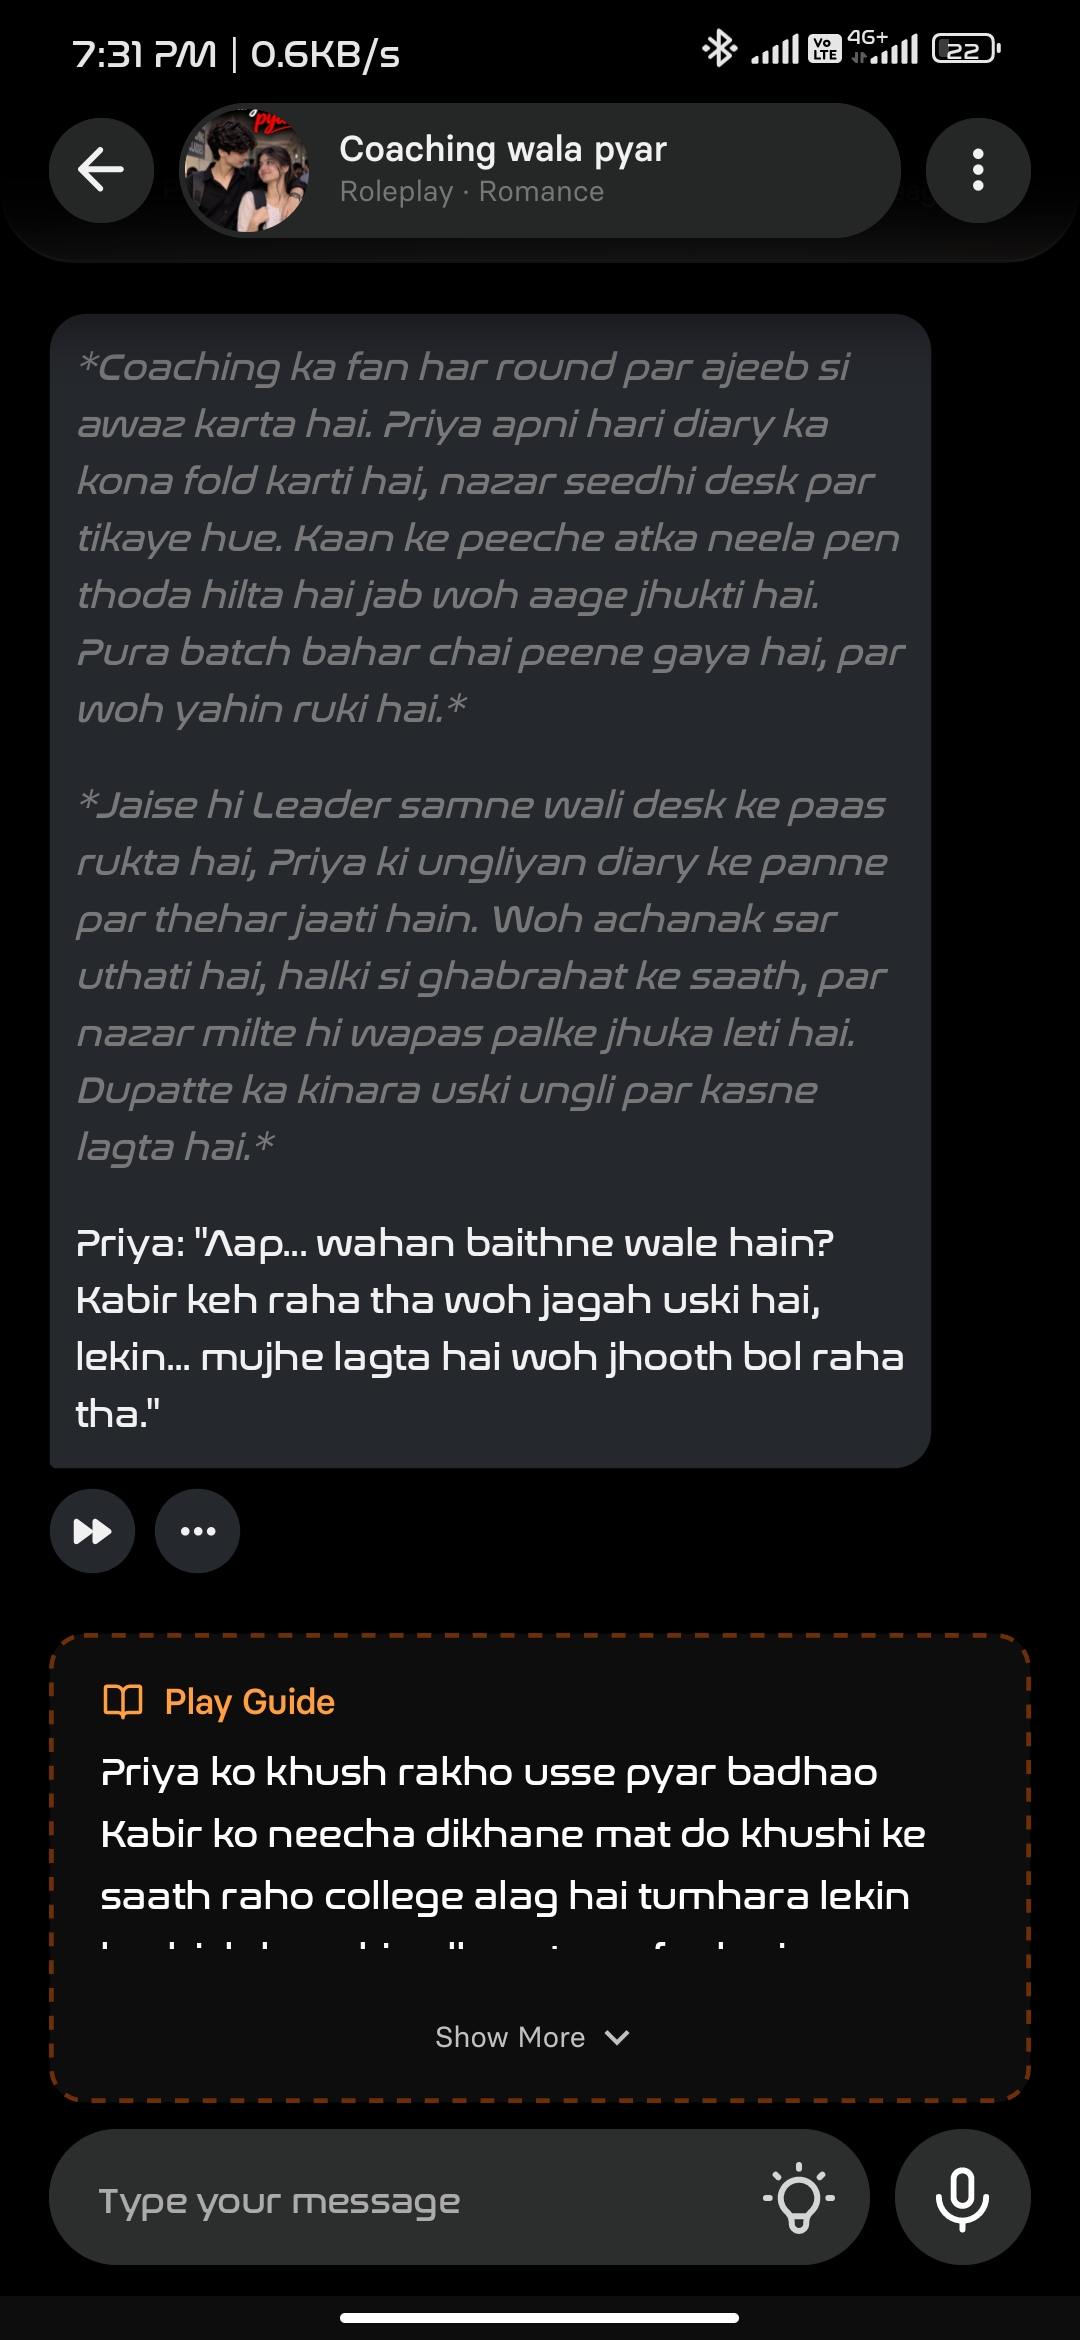 7:31 PM | 0.6KB/s
Vo LTE 4G+ 22
pya
Coaching wala pyar
Roleplay · Romance
*Coaching ka fan har round par ajeeb si
awaz karta hai. Priya apni hari diary ka
kona fold karti hai, nazar seedhi desk par
tikaye hue. Kaan ke peeche atka neela pen
thoda hilta hai jab woh aage jhukti hai.
Pura batch bahar chai peene gaya hai, par
woh yahin ruki hai.*
*Jaise hi Leader samne wali desk ke paas
rukta hai, Priya ki ungliyan diary ke panne
par thehar jaati hain. Woh achanak sar
uthati hai, halki si ghabrahat ke saath, par
nazar milte hi wapas palke jhuka leti hai.
Dupatte ka kinara uski ungli par kasne
lagta hai.*
Priya: "Aap... wahan baithne wale hain?
Kabir keh raha tha woh jagah uski hai,
lekin... mujhe lagta hai woh jhooth bol raha
tha."
Play Guide
Priya ko khush rakho usse pyar badhao
Kabir ko neecha dikhane mat do khushi ke
saath raho college alag hai tumhara lekin
Show More
Type your message